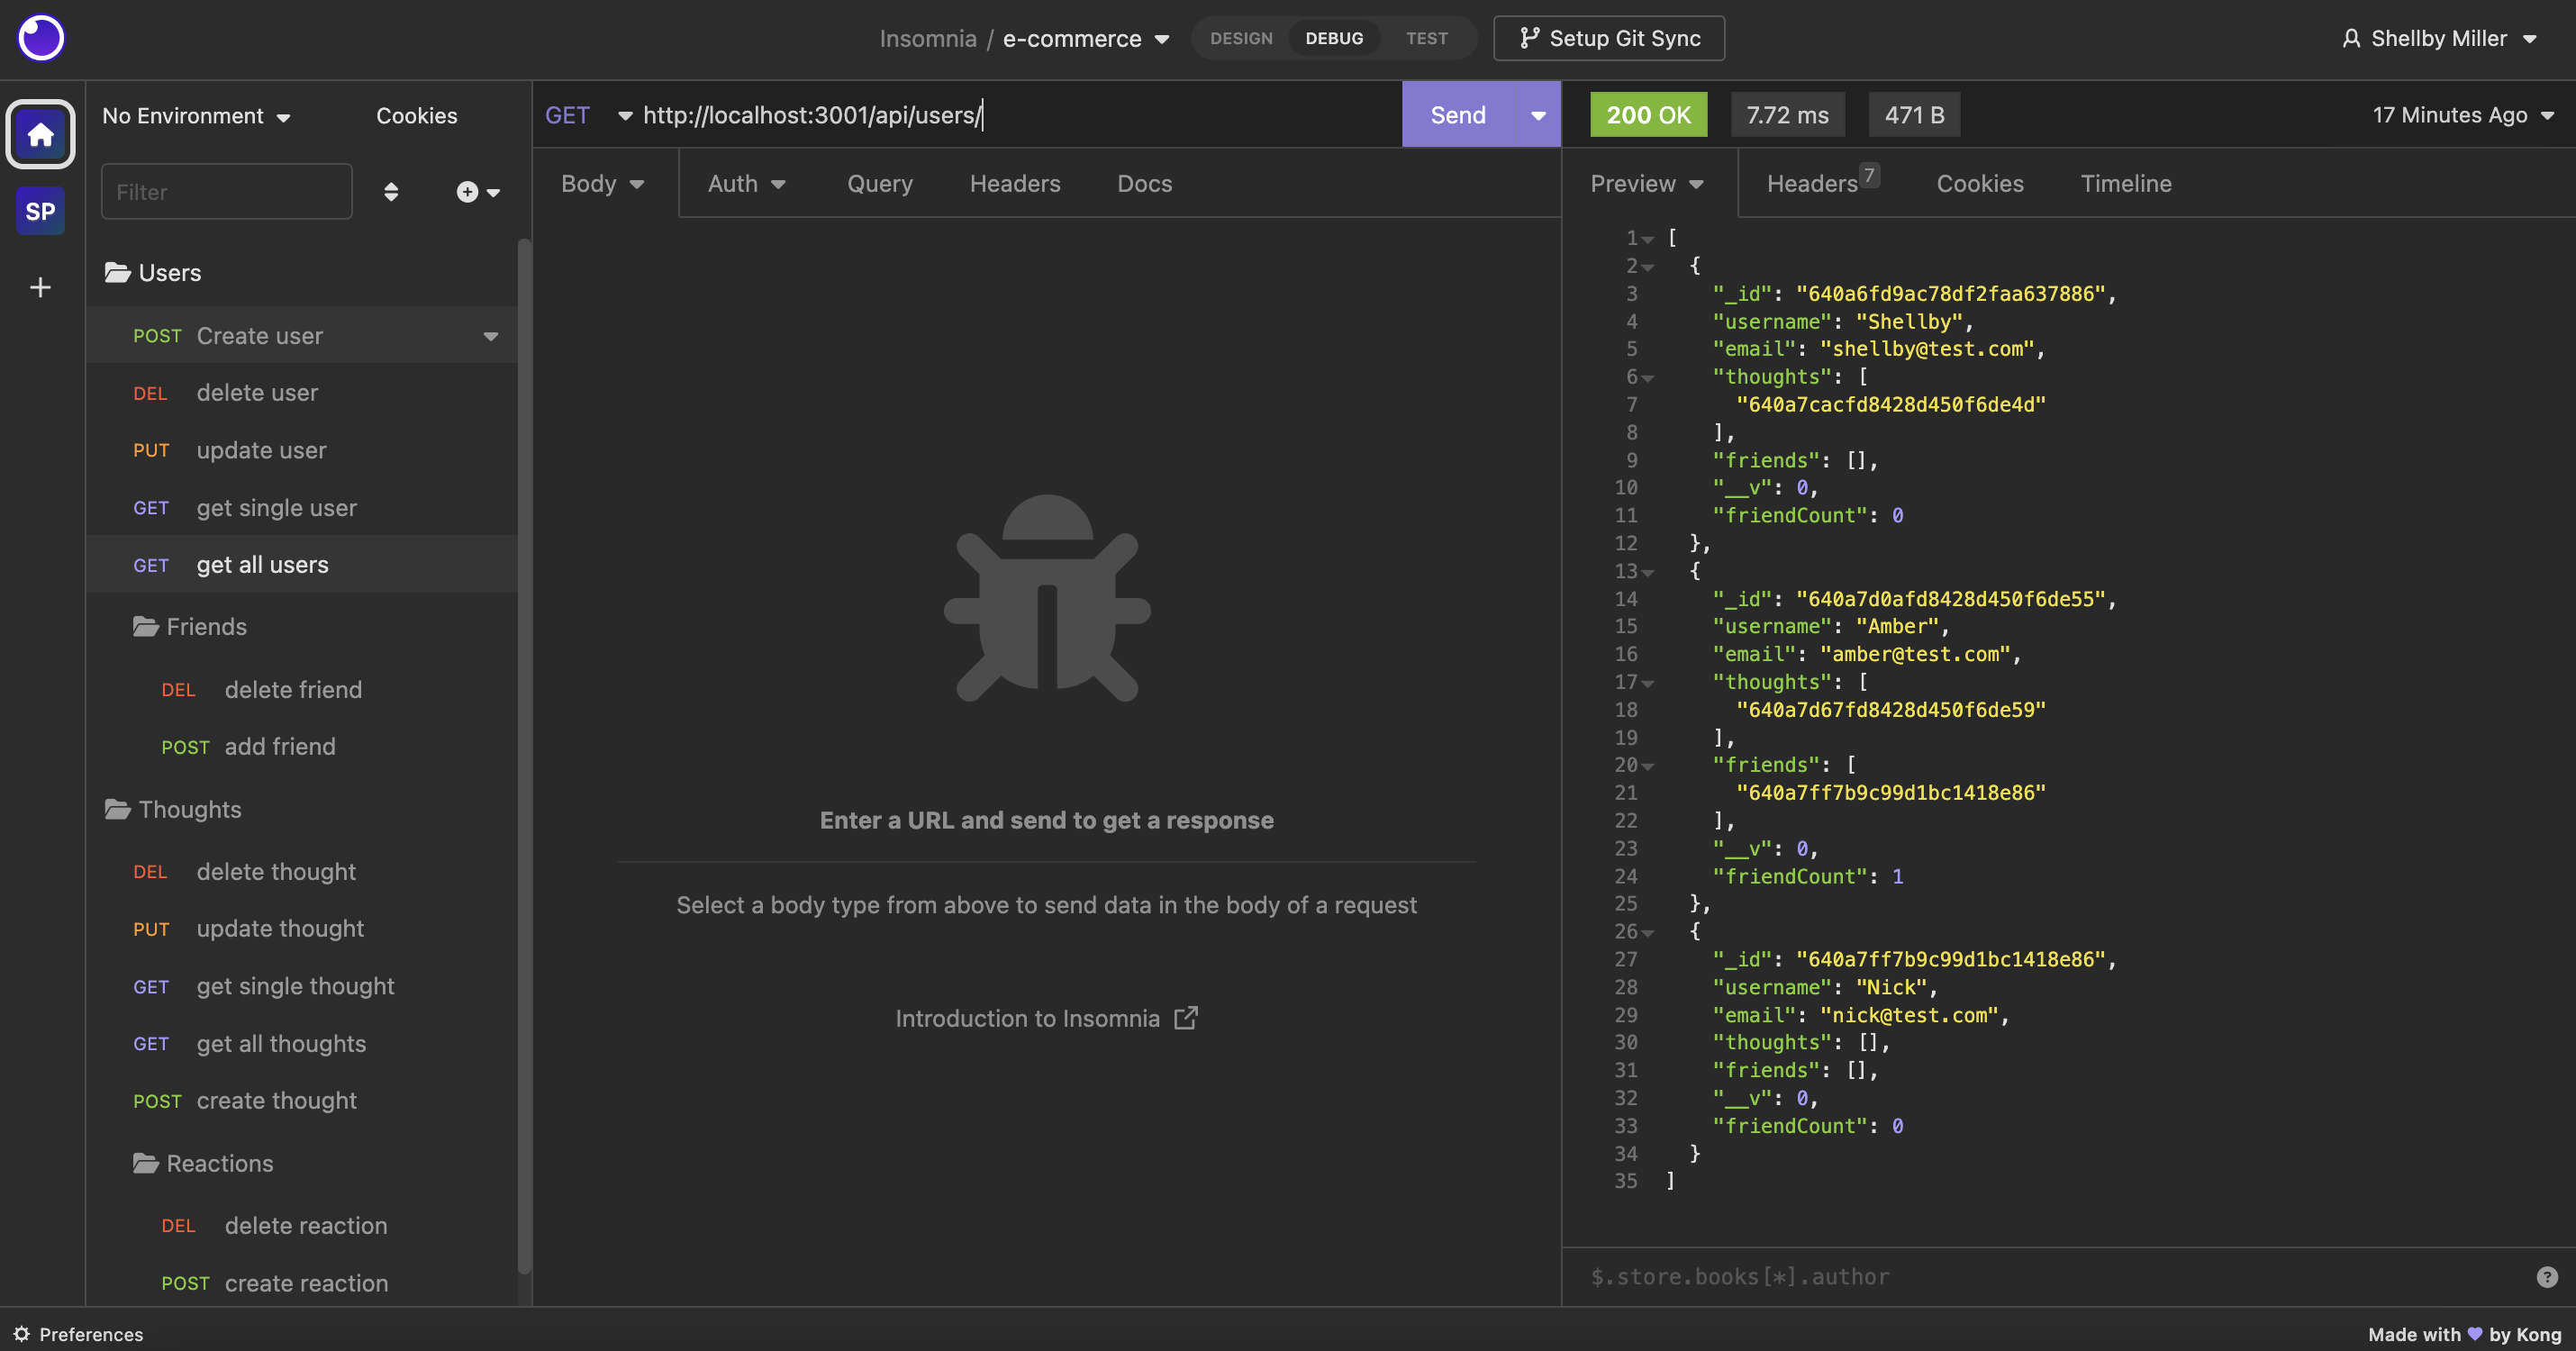 Insomnia / e-commerce
DESIGN DEBUG TEST
Setup Git Sync
Shellby Miller
SP
No Environment
Cookies
Filter
Users
POST Create user
DEL delete user
PUT update user
GET get single user
GET get all users
Friends
DEL delete friend
POST add friend
Thoughts
DEL delete thought
PUT update thought
GET get single thought
GET get all thoughts
POST create thought
Reactions
DEL delete reaction
POST create reaction
GET http://localhost:3001/api/users/
Send
Body Auth Query Headers Docs
Enter a URL and send to get a response
Select a body type from above to send data in the body of a request
Introduction to Insomnia
200 OK 7.72 ms 471 B
17 Minutes Ago
Preview Headers 7 Cookies Timeline
1 [
2 {
3 "_id": "640a6fd9ac78df2faa637886",
4 "username": "Shellby",
5 "email": "shellby@test.com",
6 "thoughts": [
7 "640a7cacfd8428d450f6de4d"
8 ],
9 "friends": [],
10 "__v": 0,
11 "friendCount": 0
12 },
13 {
14 "_id": "640a7d0afd8428d450f6de55",
15 "username": "Amber",
16 "email": "amber@test.com",
17 "thoughts": [
18 "640a7d67fd8428d450f6de59"
19 ],
20 "friends": [
21 "640a7ff7b9c99d1bc1418e86"
22 ],
23 "__v": 0,
24 "friendCount": 1
25 },
26 {
27 "_id": "640a7ff7b9c99d1bc1418e86",
28 "username": "Nick",
29 "email": "nick@test.com",
30 "thoughts": [],
31 "friends": [],
32 "__v": 0,
33 "friendCount": 0
34 }
35 ]
$.store.books[*].author
?
Preferences
Made with 💜 by Kong